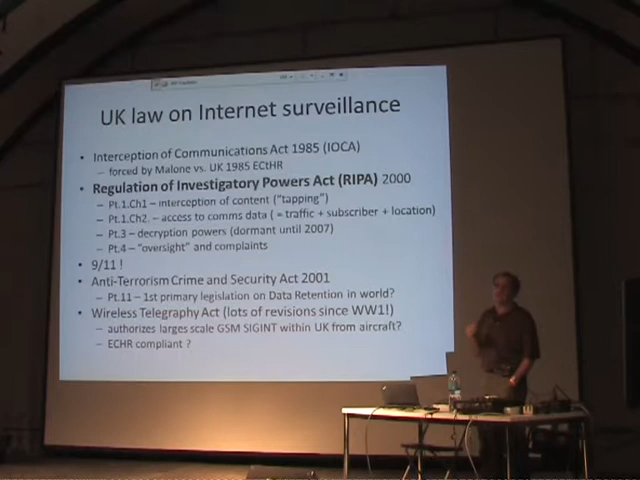 UK law on Internet surveillance
• Interception of Communications Act 1985 (IOCA)
– forced by Malone vs. UK 1985 ECtHR
• Regulation of Investigatory Powers Act (RIPA) 2000
– Pt.1.Ch1 – interception of content ("tapping")
– Pt.1.Ch2. – access to comms data ( = traffic + subscriber + location)
– Pt.3 – decryption powers (dormant until 2007)
– Pt.4 – "oversight" and complaints
• 9/11 !
• Anti-Terrorism Crime and Security Act 2001
– Pt.11 – 1st primary legislation on Data Retention in world?
• Wireless Telegraphy Act (lots of revisions since WW1!)
– authorizes larges scale GSM SIGINT within UK from aircraft?
– ECHR compliant ?